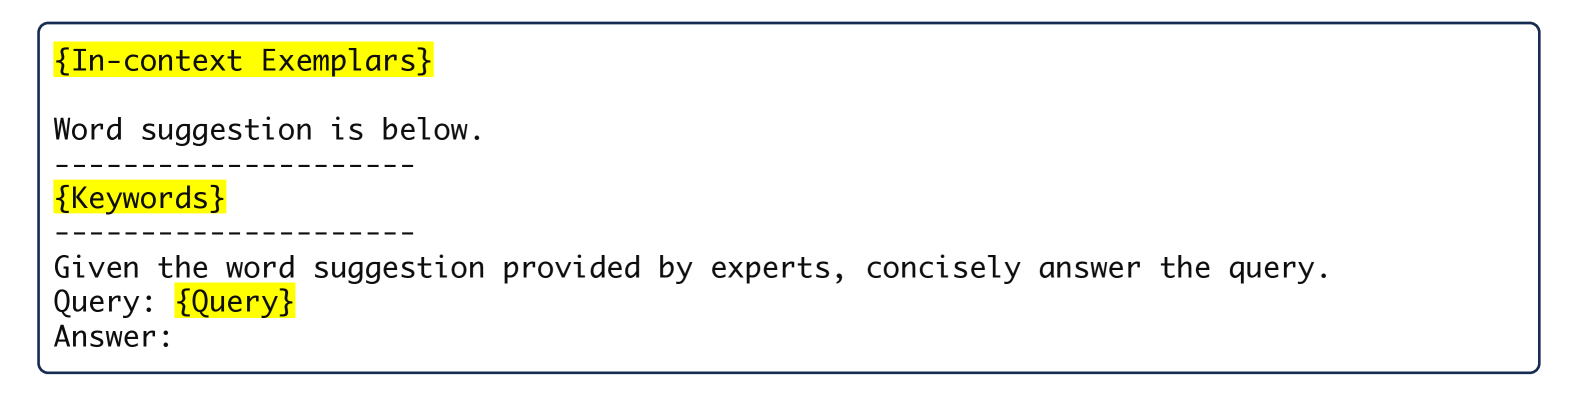 {In-context Exemplars}
Word suggestion is below.
---------------------
{Keywords}
---------------------
Given the word suggestion provided by experts, concisely answer the query.
Query: {Query}
Answer: